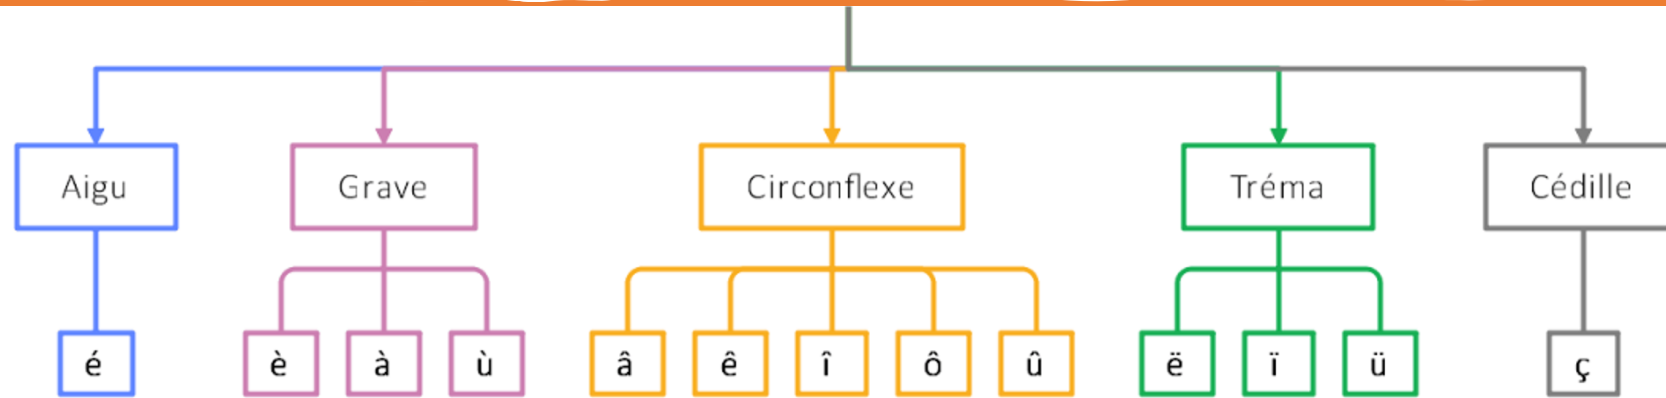 Aigu Grave Circonflexe Tréma Cédille
é è à ù â ê î ô û ë ï ü ç